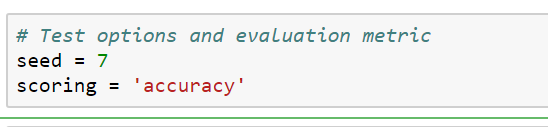 # Test options and evaluation metric
seed = 7
scoring = 'accuracy'